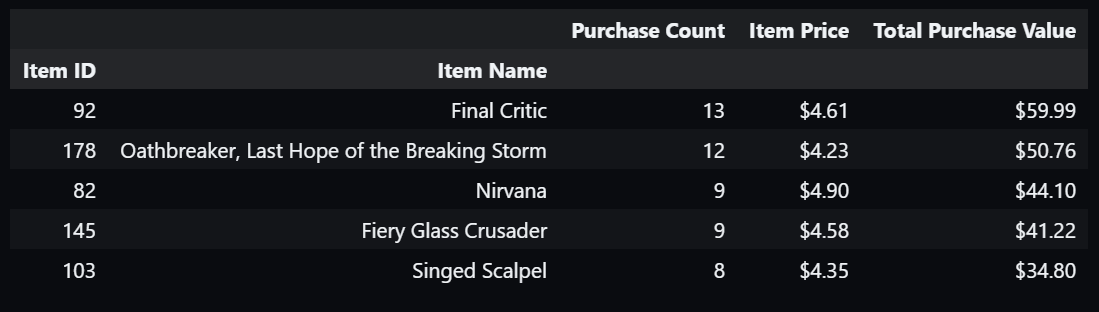 Purchase Count Item Price Total Purchase Value
Item ID Item Name
92 Final Critic 13 $4.61 $59.99
178 Oathbreaker, Last Hope of the Breaking Storm 12 $4.23 $50.76
82 Nirvana 9 $4.90 $44.10
145 Fiery Glass Crusader 9 $4.58 $41.22
103 Singed Scalpel 8 $4.35 $34.80